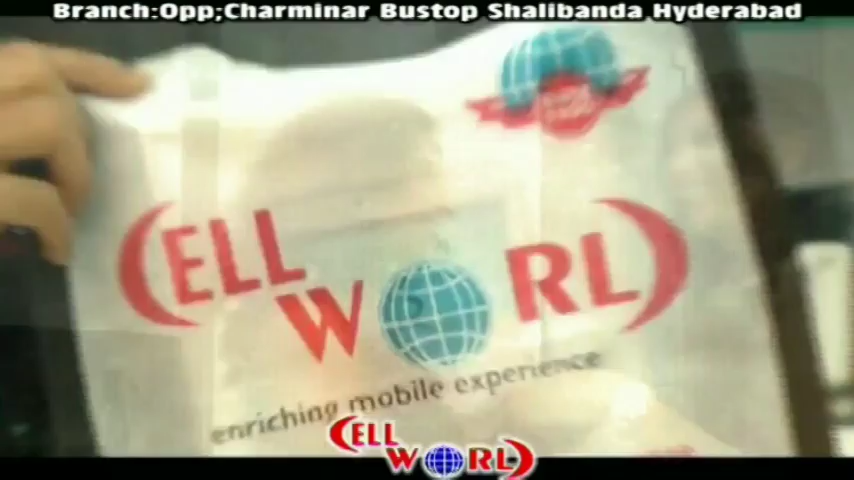 Branch:Opp;Charminar Bustop Shalibanda Hyderabad
CELL
WORLD
enriching mobile experience
CELL
WORLD